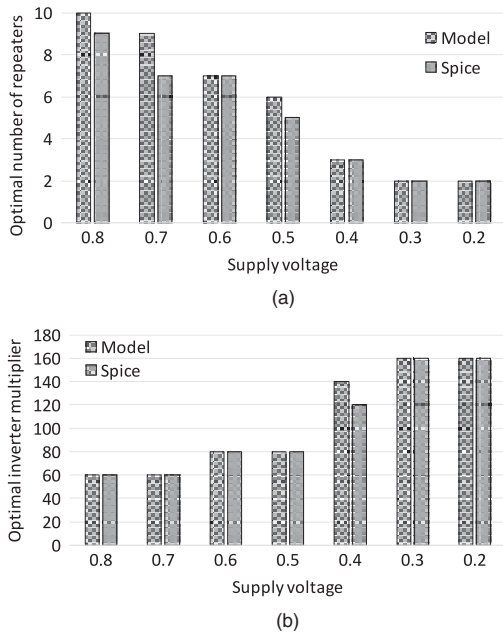 Optimal number of repeaters
10
8
6
4
2
0
Model
Spice
0.8 0.7 0.6 0.5 0.4 0.3 0.2
Supply voltage
(a)
Optimal inverter multiplier
180
160
140
120
100
80
60
40
20
0
Model
Spice
0.8 0.7 0.6 0.5 0.4 0.3 0.2
Supply voltage
(b)